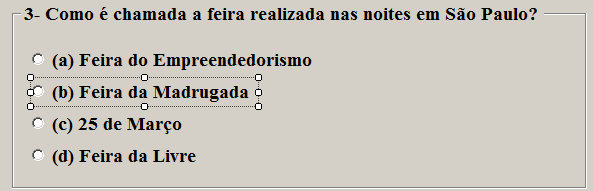 3- Como é chamada a feira realizada nas noites em São Paulo?
(a) Feira do Empreendedorismo
(b) Feira da Madrugada
(c) 25 de Março
(d) Feira da Livre